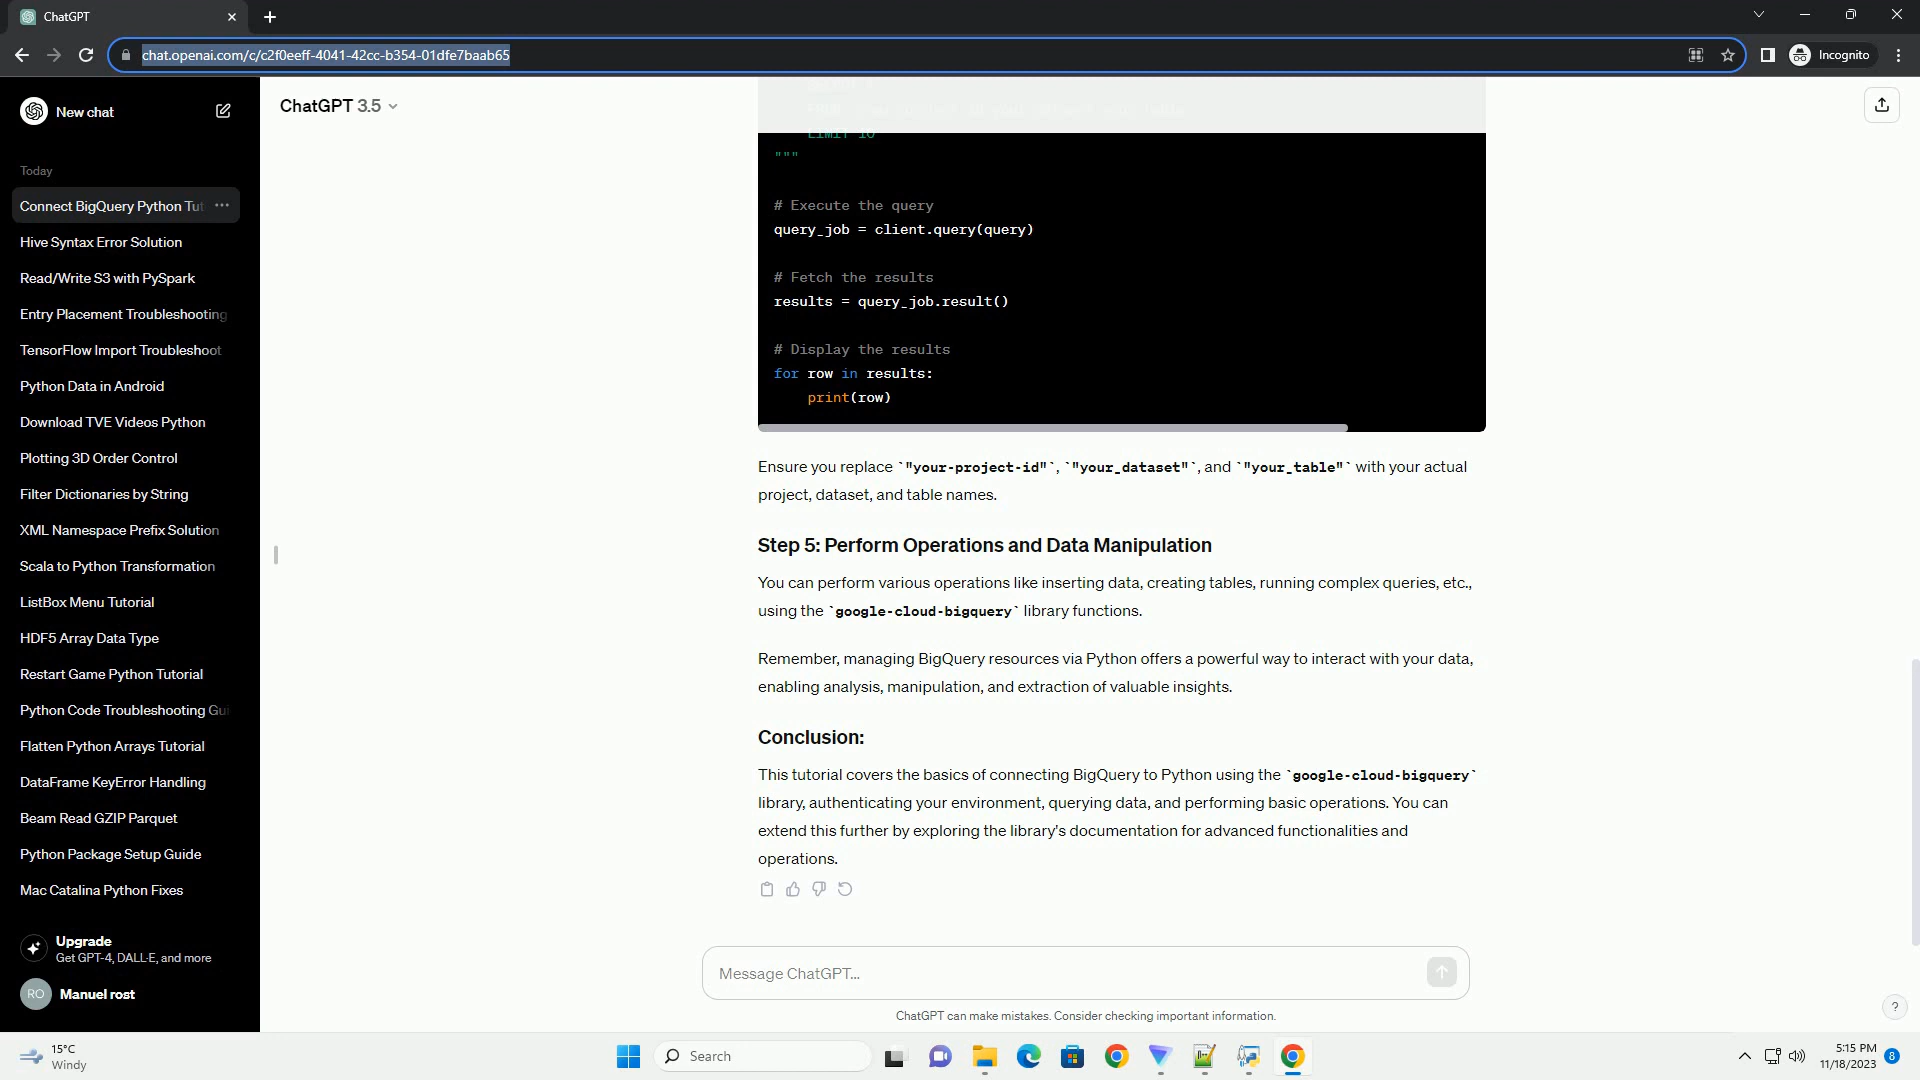 ChatGPT
chat.openai.com/c/c2f0eeff-4041-42cc-b354-01dfe7baab65
Incognito
New chat
Today
Connect BigQuery Python Tut
Hive Syntax Error Solution
Read/Write S3 with PySpark
Entry Placement Troubleshooting
TensorFlow Import Troubleshoot
Python Data in Android
Download TVE Videos Python
Plotting 3D Order Control
Filter Dictionaries by String
XML Namespace Prefix Solution
Scala to Python Transformation
ListBox Menu Tutorial
HDF5 Array Data Type
Restart Game Python Tutorial
Python Code Troubleshooting Gui
Flatten Python Arrays Tutorial
DataFrame KeyError Handling
Beam Read GZIP Parquet
Python Package Setup Guide
Mac Catalina Python Fixes
Upgrade
Get GPT-4, DALL·E, and more
RO
Manuel rost
ChatGPT 3.5
LIMIT 10
"""
# Execute the query
query_job = client.query(query)
# Fetch the results
results = query_job.result()
# Display the results
for row in results:
print(row)
Ensure you replace `"your-project-id"`, `"your_dataset"`, and `"your_table"` with your actual
project, dataset, and table names.
Step 5: Perform Operations and Data Manipulation
You can perform various operations like inserting data, creating tables, running complex queries, etc.,
using the `google-cloud-bigquery` library functions.
Remember, managing BigQuery resources via Python offers a powerful way to interact with your data,
enabling analysis, manipulation, and extraction of valuable insights.
Conclusion:
This tutorial covers the basics of connecting BigQuery to Python using the `google-cloud-bigquery`
library, authenticating your environment, querying data, and performing basic operations. You can
extend this further by exploring the library's documentation for advanced functionalities and
operations.
Message ChatGPT...
ChatGPT can make mistakes. Consider checking important information.
?
15°C
Windy
Search
5:15 PM
11/18/2023
8